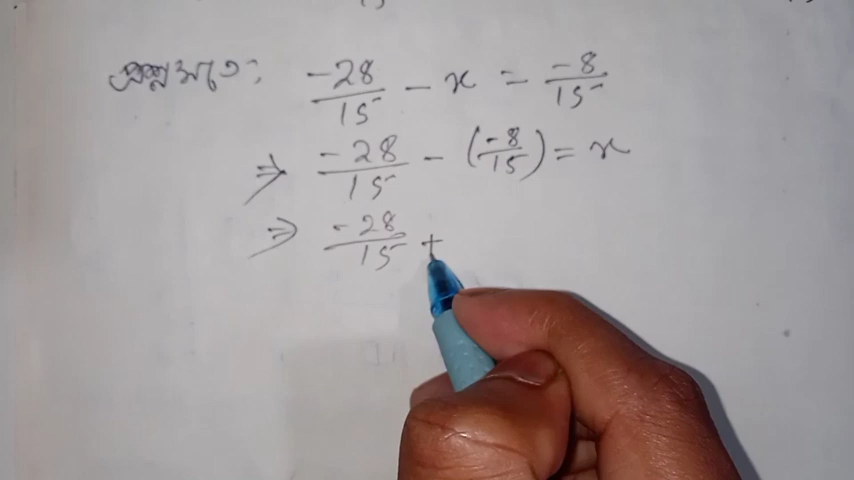 প্রশ্নমতে: -28/15 - x = -8/15
⇒ -28/15 - (-8/15) = x
⇒ -28/15 +